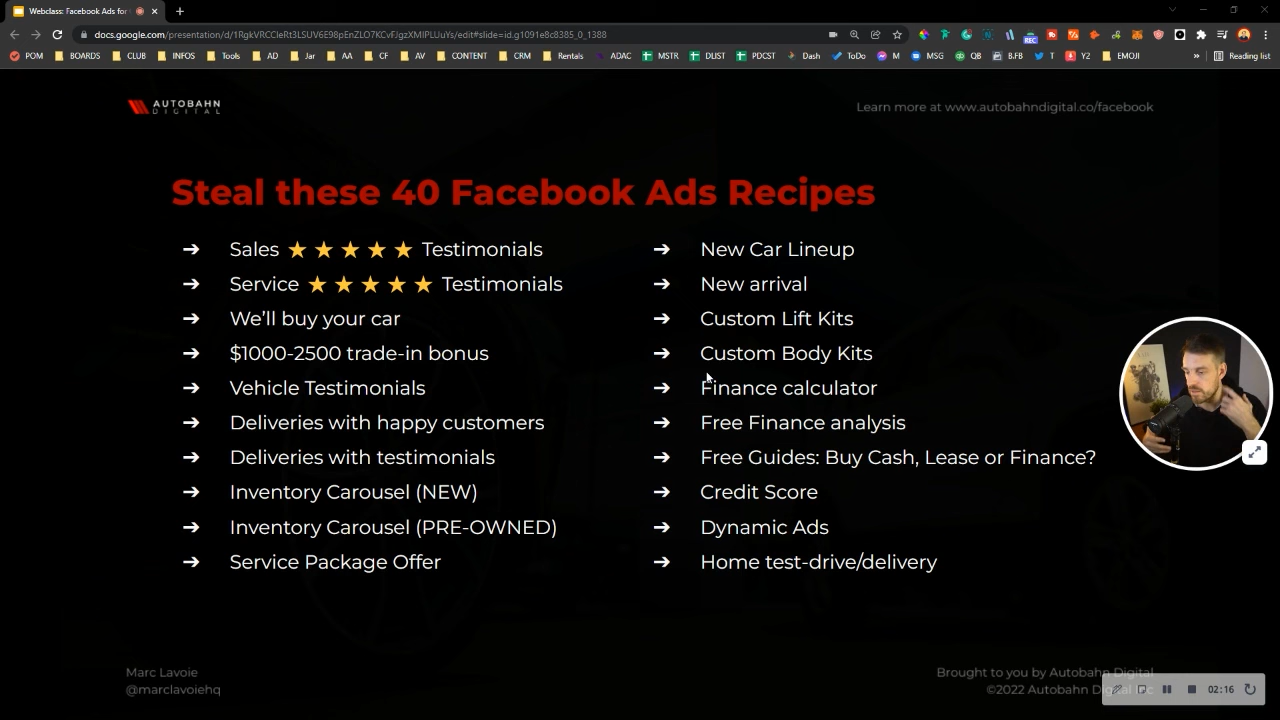 Webclass: Facebook Ads for
docs.google.com/presentation/d/1RgkVRCCIeRt3LSUV6E98pEnZLO7KCvFJgzXMIPLUuYs/edit#slide=id.g1091e8c8385_0_1388
POM BOARDS CLUB INFOS Tools AD Jar AA CF AV CONTENT CRM Rentals ADAC MSTR DLIST PDCST Dash ToDo M MSG QB B.FB T Y2 EMOJI » Reading list
REC
AUTOBAHN
DIGITAL
Learn more at www.autobahndigital.co/facebook
Steal these 40 Facebook Ads Recipes
➔ Sales ★ ★ ★ ★ ★ Testimonials
➔ Service ★ ★ ★ ★ ★ Testimonials
➔ We’ll buy your car
➔ $1000-2500 trade-in bonus
➔ Vehicle Testimonials
➔ Deliveries with happy customers
➔ Deliveries with testimonials
➔ Inventory Carousel (NEW)
➔ Inventory Carousel (PRE-OWNED)
➔ Service Package Offer
➔ New Car Lineup
➔ New arrival
➔ Custom Lift Kits
➔ Custom Body Kits
➔ Finance calculator
➔ Free Finance analysis
➔ Free Guides: Buy Cash, Lease or Finance?
➔ Credit Score
➔ Dynamic Ads
➔ Home test-drive/delivery
Marc Lavoie
@marclavoiehq
Brought to you by Autobahn Digital
©2022 Autobahn Digital Inc
02:16